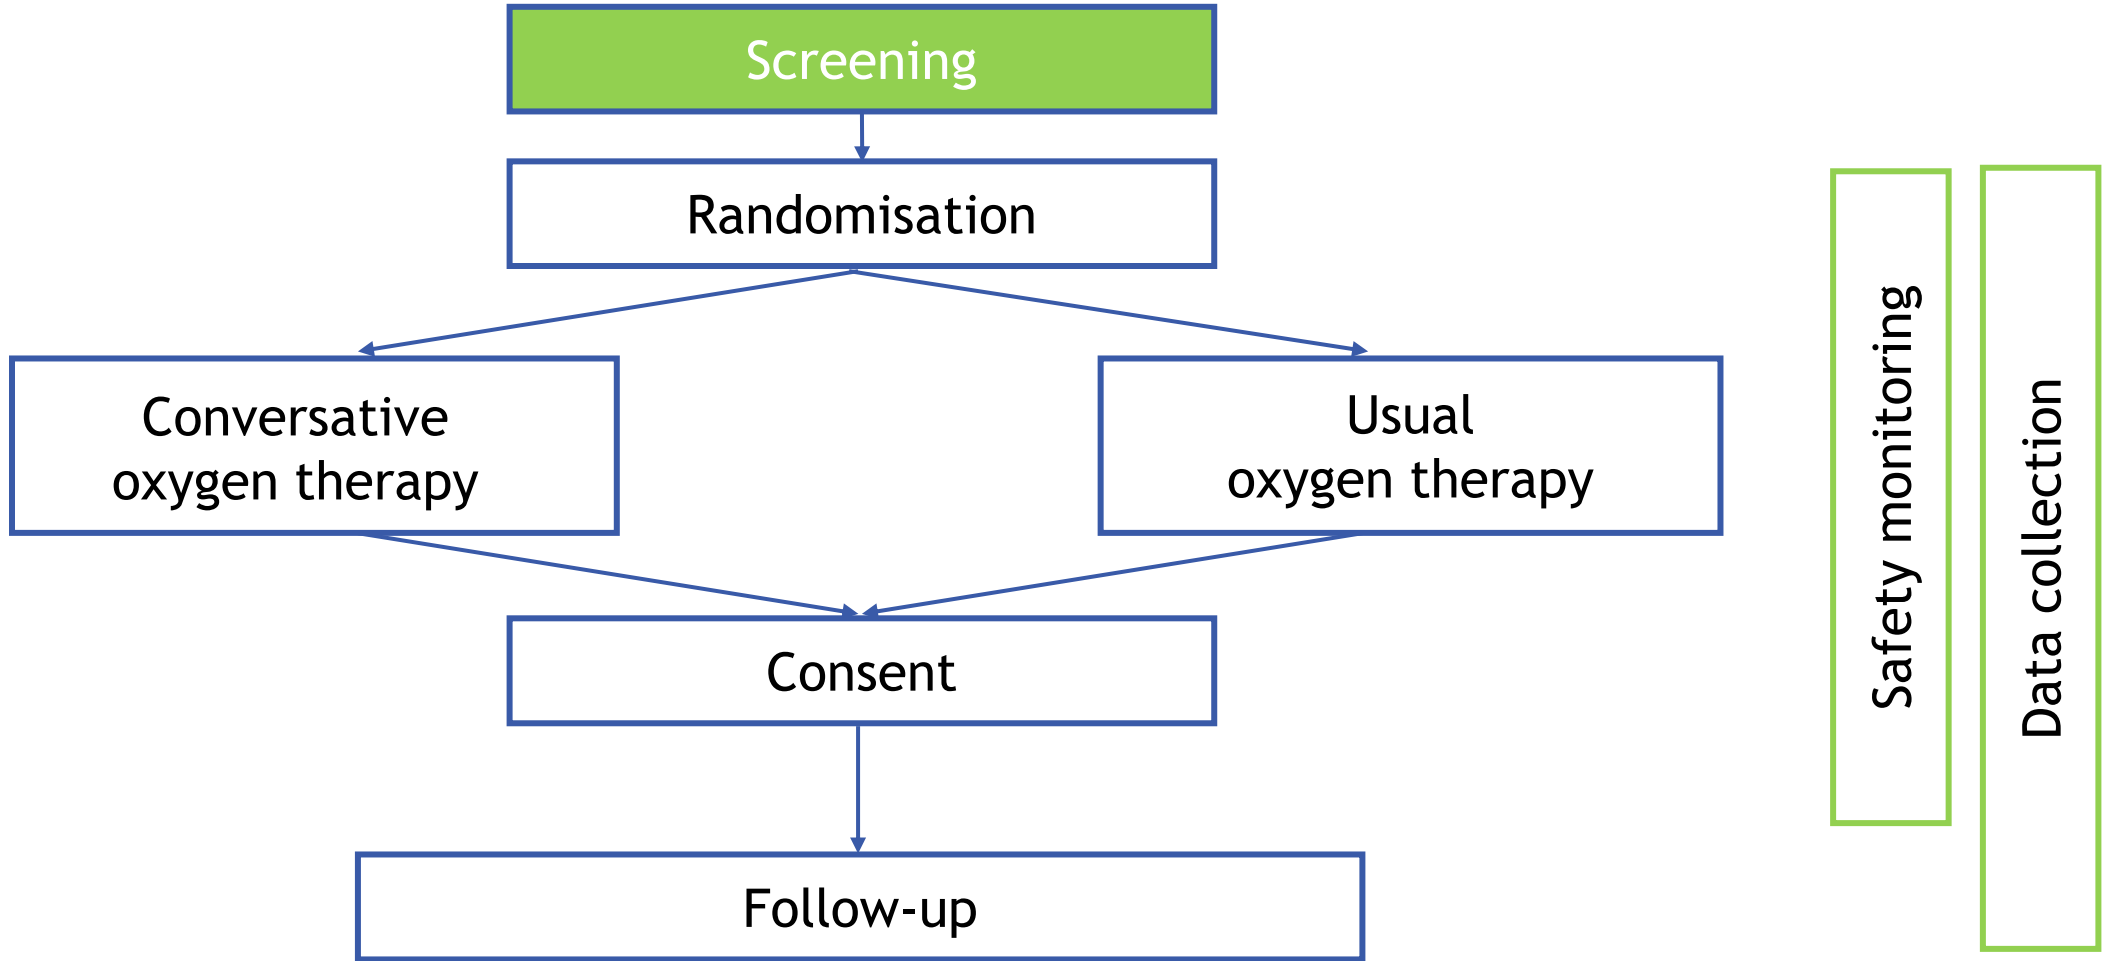 Screening
Randomisation
Conversative
oxygen therapy
Usual
oxygen therapy
Consent
Follow-up
Safety monitoring
Data collection